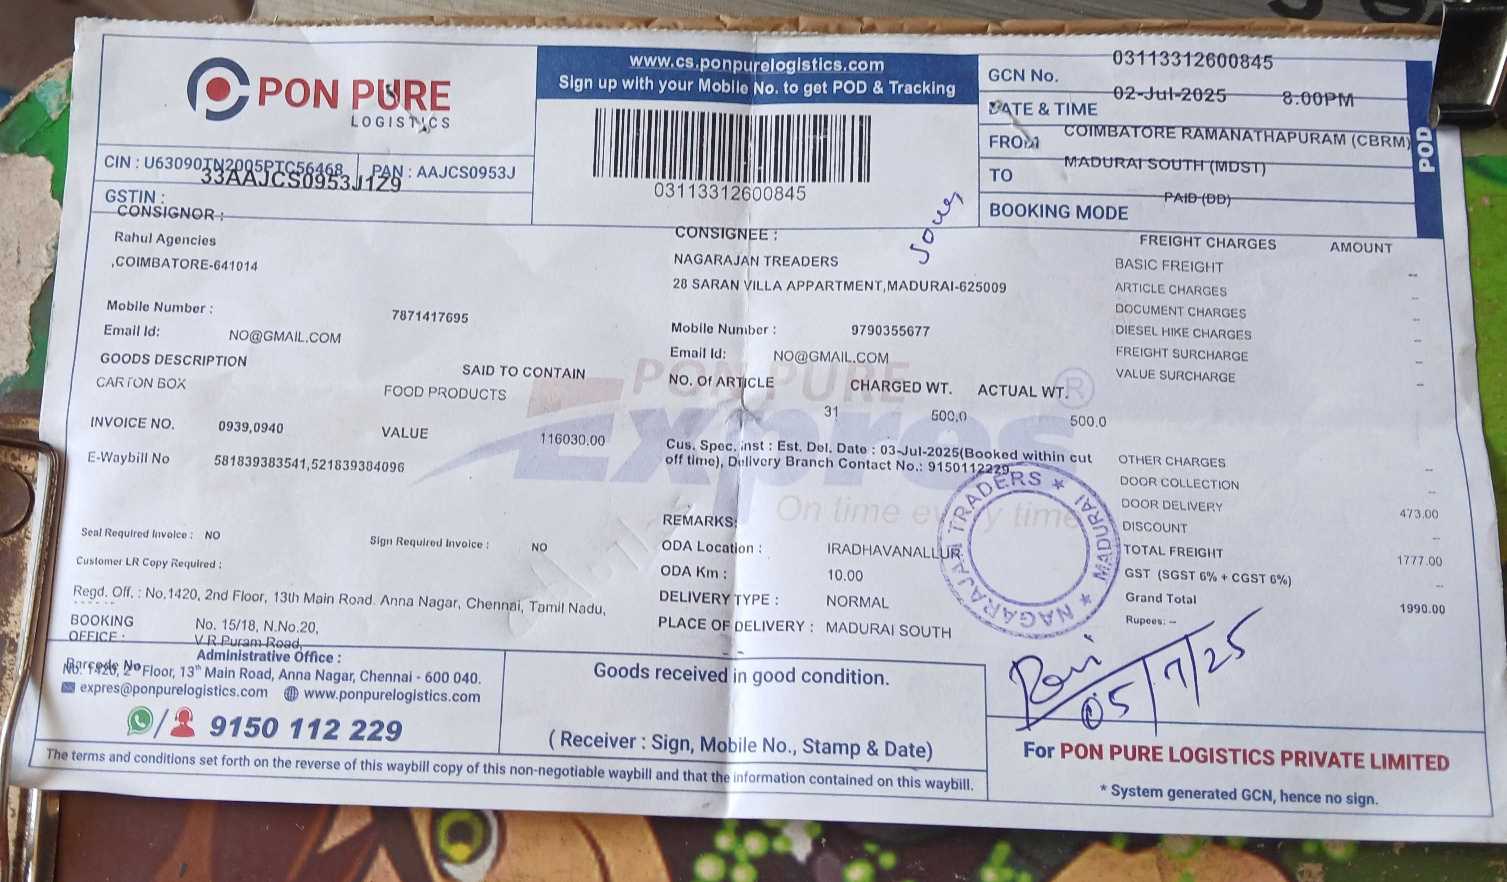 PON PURE
LOGISTICS
www.cs.ponpurelogistics.com
Sign up with your Mobile No. to get POD & Tracking
03113312600845
GCN No. 03113312600845
DATE & TIME 02-Jul-2025 8:00PM
FROM COIMBATORE RAMANATHAPURAM (CBRM)
TO MADURAI SOUTH (MDST)
BOOKING MODE PAID (DD)
POD
CIN : U63090TN2005PTC56468 PAN : AAJCS0953J
GSTIN : 33AAJCS0953J1Z9
CONSIGNOR :
Rahul Agencies
,COIMBATORE-641014
Mobile Number : 7871417695
Email Id: NO@GMAIL.COM
GOODS DESCRIPTION SAID TO CONTAIN
CARTON BOX FOOD PRODUCTS
INVOICE NO. 0939,0940 VALUE 116030.00
E-Waybill No 581839383541,521839384096
Seal Required Invoice : NO Sign Required Invoice : NO
Customer LR Copy Required :
Regd. Off. : No.1420, 2nd Floor, 13th Main Road. Anna Nagar, Chennai, Tamil Nadu,
BOOKING OFFICE : No. 15/18, N.No.20,
V.R.Puram Road,
Barcode No
CONSIGNEE :
NAGARAJAN TREADERS
28 SARAN VILLA APPARTMENT,MADURAI-625009
Mobile Number : 9790355677
Email Id: NO@GMAIL.COM
NO. Of ARTICLE CHARGED WT. ACTUAL WT.
31 500.0 500.0
Cus. Spec. Inst : Est. Del. Date : 03-Jul-2025(Booked within cut
off time), Delivery Branch Contact No.: 9150112229
REMARKS:
ODA Location : IRADHAVANALLUR
ODA Km : 10.00
DELIVERY TYPE : NORMAL
PLACE OF DELIVERY : MADURAI SOUTH
PON PURE
Expres ®
On time every time
FREIGHT CHARGES AMOUNT
BASIC FREIGHT --
ARTICLE CHARGES --
DOCUMENT CHARGES --
DIESEL HIKE CHARGES --
FREIGHT SURCHARGE --
VALUE SURCHARGE --
OTHER CHARGES --
DOOR COLLECTION --
DOOR DELIVERY 473.00
DISCOUNT --
TOTAL FREIGHT 1777.00
GST (SGST 6% + CGST 6%) --
Grand Total 1990.00
Rupees: --
NAGARAJAN TRADERS * MADURAI *
05/7/25
Administrative Office :
No. 1420, 2nd Floor, 13th Main Road, Anna Nagar, Chennai - 600 040.
expres@ponpurelogistics.com www.ponpurelogistics.com
/ 9150 112 229
Goods received in good condition.
( Receiver : Sign, Mobile No., Stamp & Date)
For PON PURE LOGISTICS PRIVATE LIMITED
* System generated GCN, hence no sign.
The terms and conditions set forth on the reverse of this waybill copy of this non-negotiable waybill and that the information contained on this waybill.